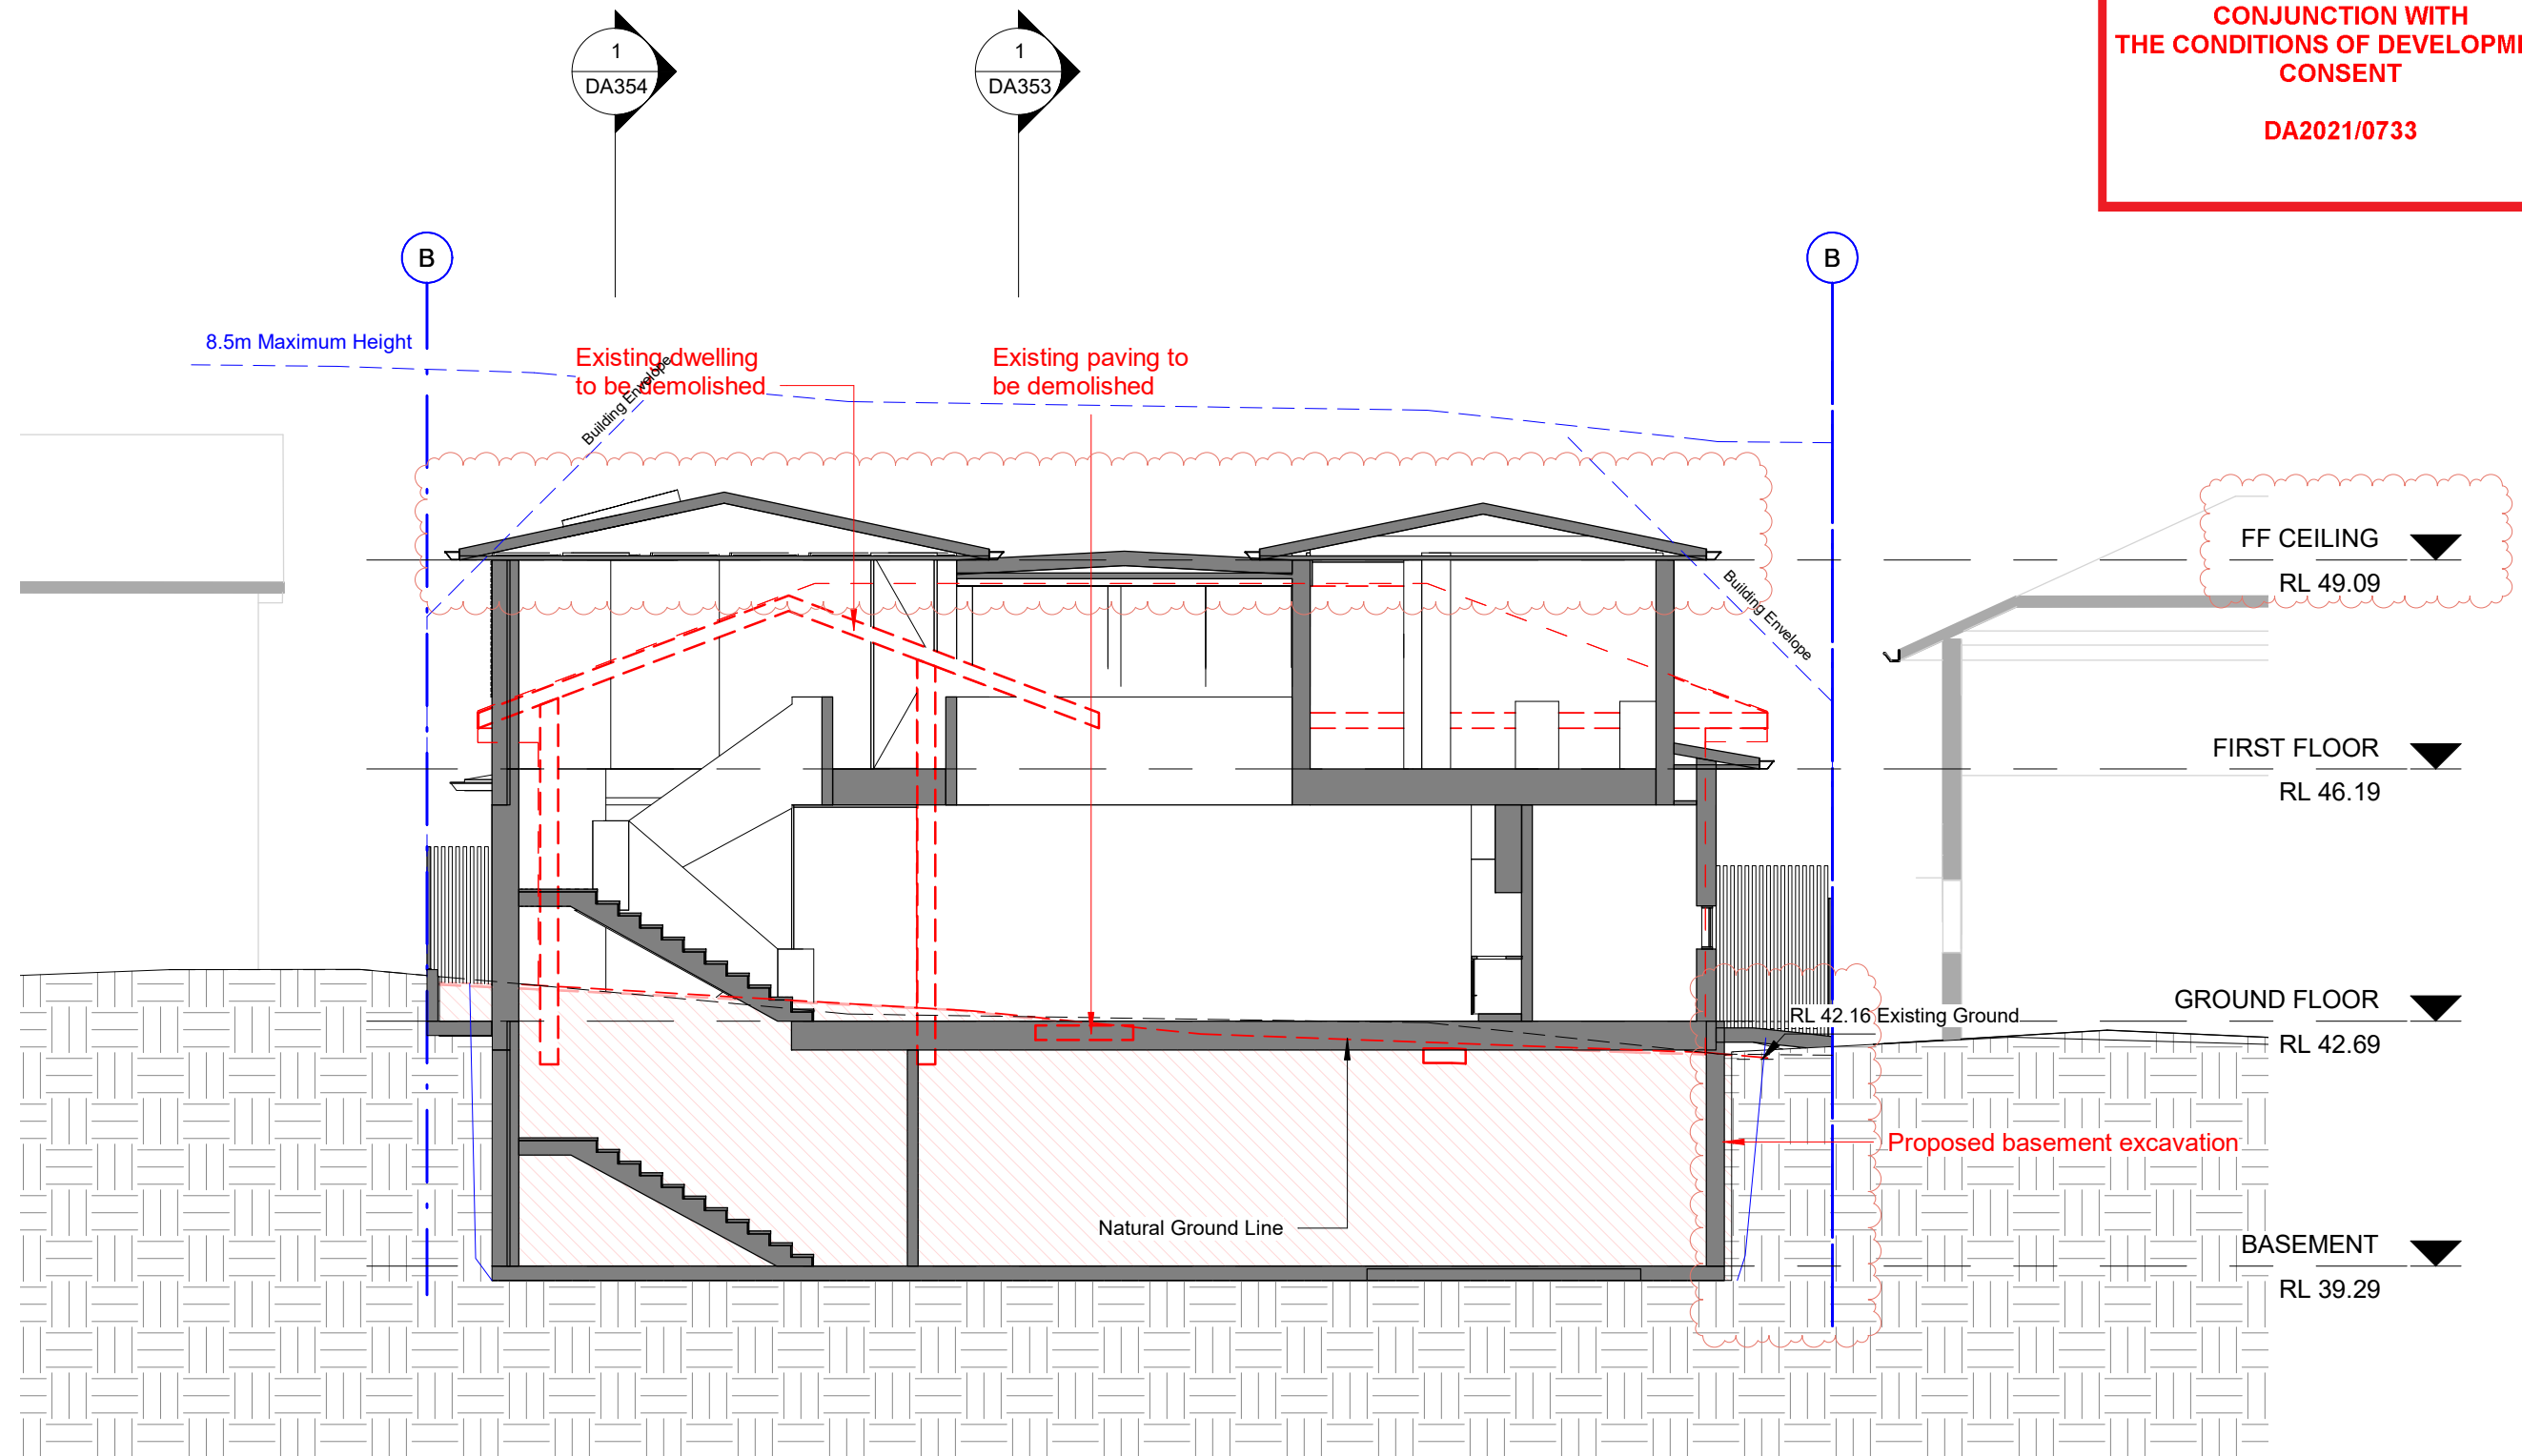 CONJUNCTION WITH
THE CONDITIONS OF DEVELOPM
CONSENT
DA2021/0733
1
DA354
1
DA353
B
B
8.5m Maximum Height
Existing dwelling
to be demolished
Existing paving to
be demolished
Building Envelope
Building Envelope
FF CEILING
RL 49.09
FIRST FLOOR
RL 46.19
GROUND FLOOR
RL 42.69
RL 42.16 Existing Ground
Proposed basement excavation
Natural Ground Line
BASEMENT
RL 39.29